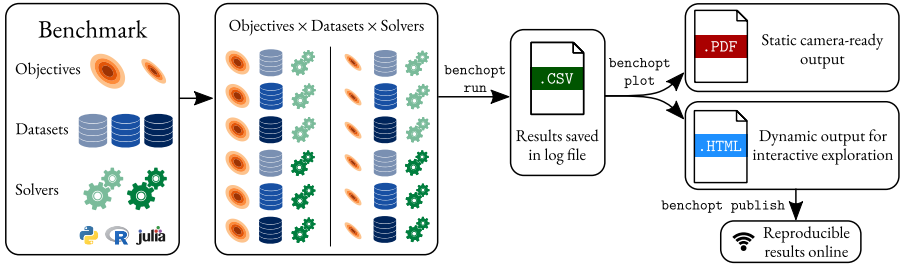 Benchmark
Objectives
Datasets
Solvers
R
julia
Objectives × Datasets × Solvers
benchopt
run
.CSV
Results saved
in log file
benchopt
plot
.PDF
Static camera-ready
output
.HTML
Dynamic output for
interactive exploration
benchopt publish
Reproducible
results online